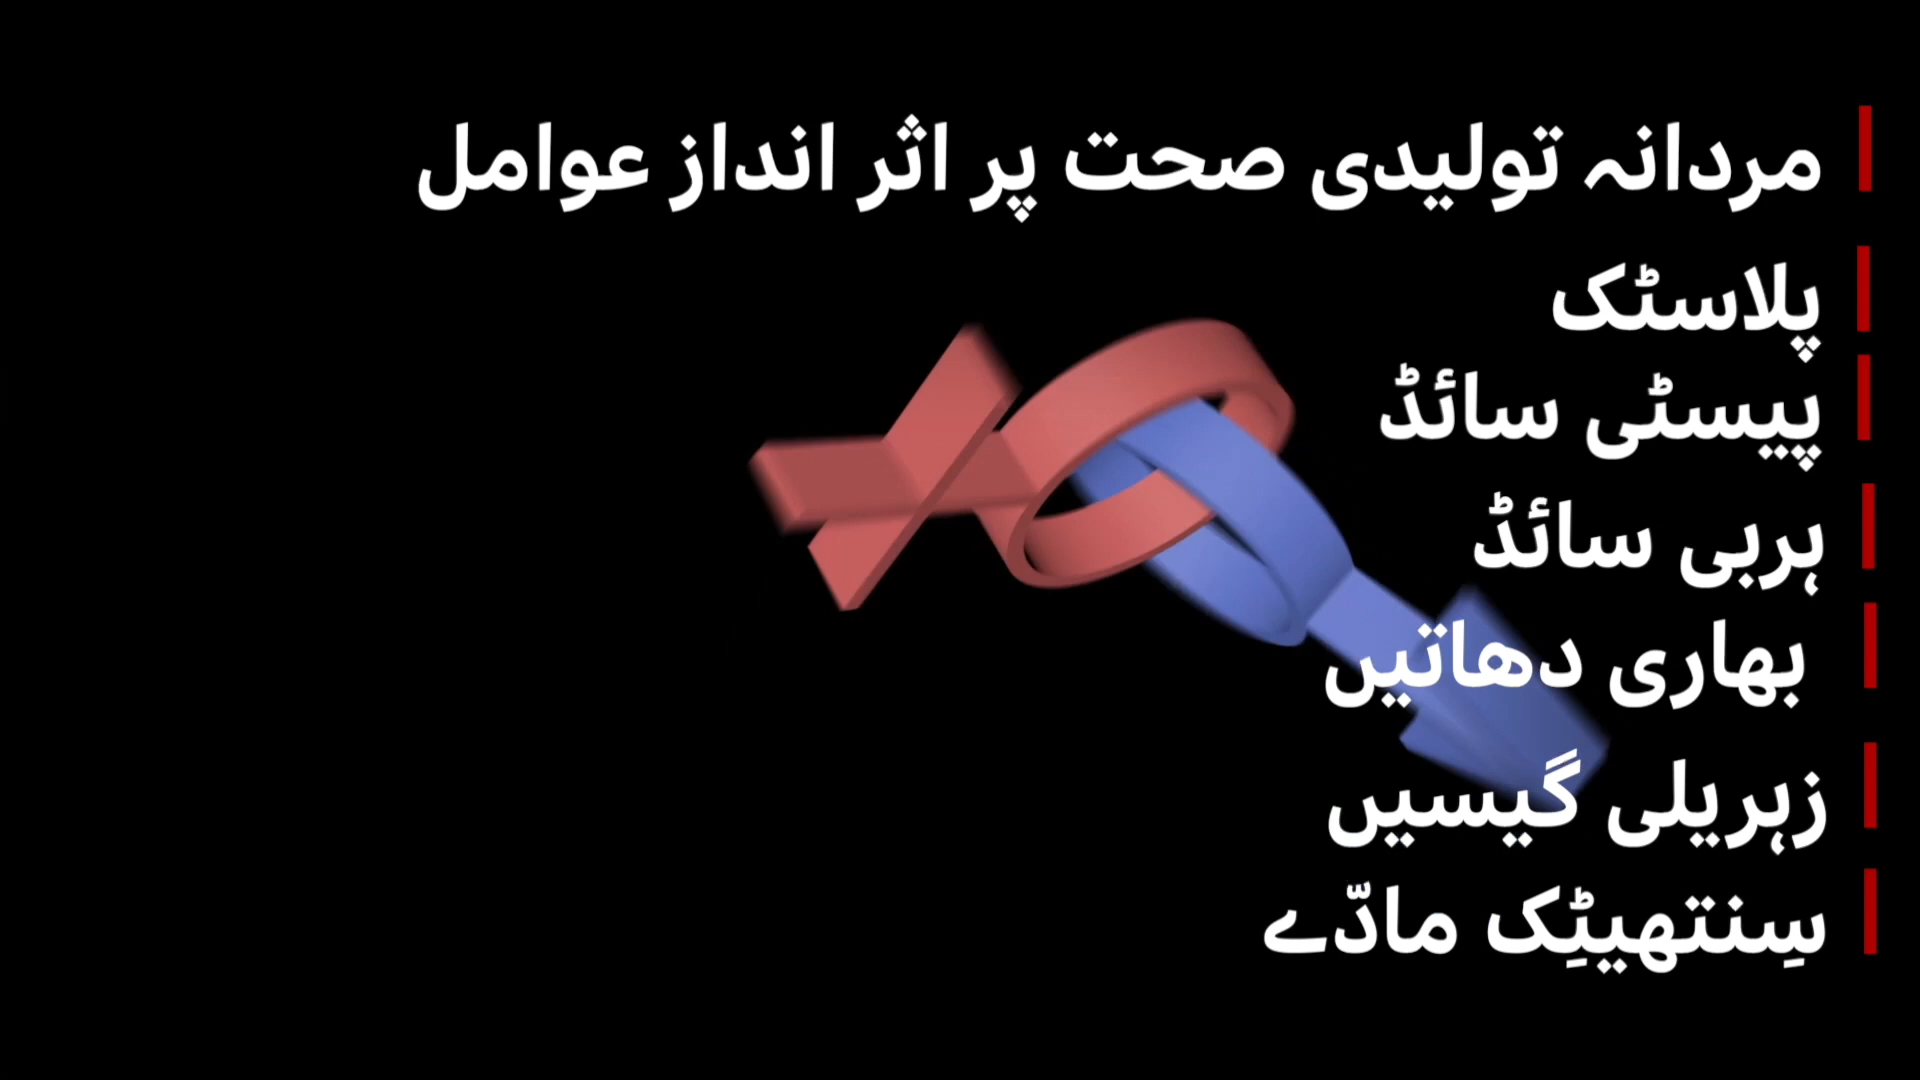 مردانہ تولیدی صحت پر اثر انداز عوامل
پلاسٹک
پیسٹی سائڈ
ہربی سائڈ
بھاری دھاتیں
زہریلی گیسیں
سِنتھیٹِک مادّے